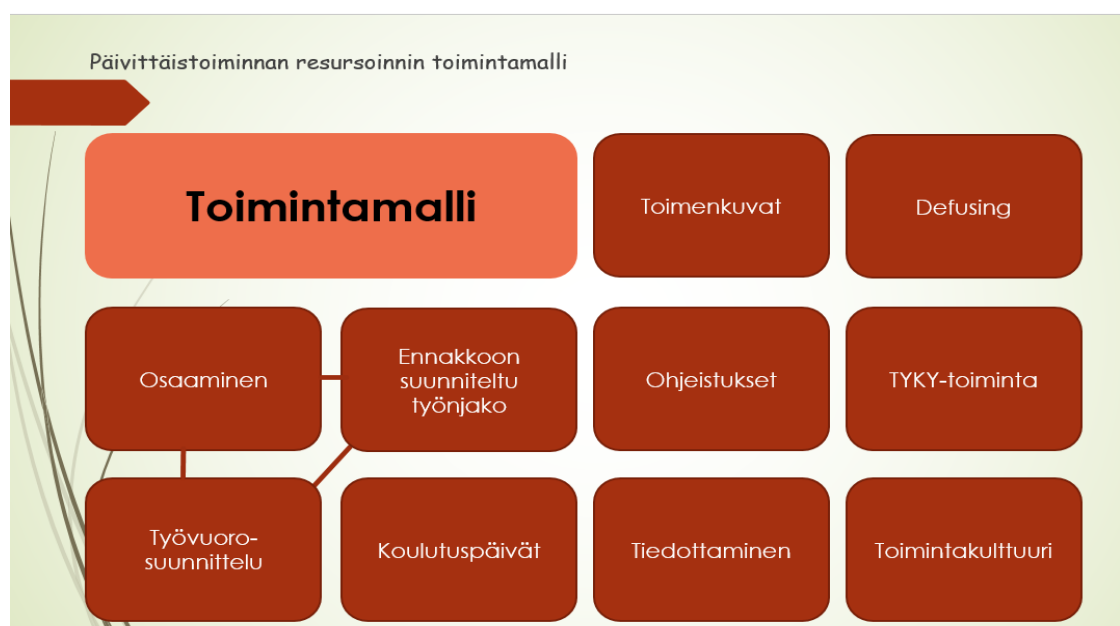 Päivittäistoiminnan resursoinnin toimintamalli
Toimintamalli
Toimenkuvat
Defusing
Osaaminen
Ennakkoon
suunniteltu
työnjako
Ohjeistukset
TYKY-toiminta
Työvuoro-
suunnittelu
Koulutuspäivät
Tiedottaminen
Toimintakulttuuri